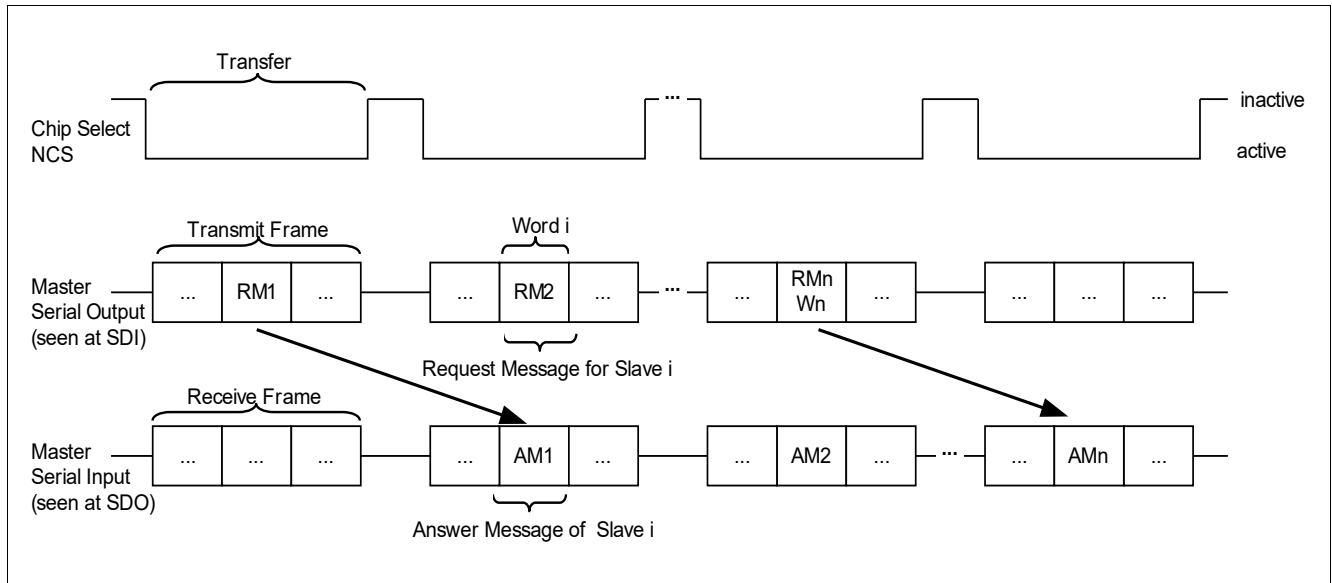 Transfer
...
inactive
Chip Select
NCS
active
Transmit Frame
Word i
Master
Serial Output
(seen at SDI)
... RM1 ... ... RM2 ... ... ... RMn
Wn ... ... ... ...
Request Message for Slave i
Receive Frame
Master
Serial Input
(seen at SDO)
... ... ... ... AM1 ... ... AM2 ... ... ... AMn ...
Answer Message of Slave i